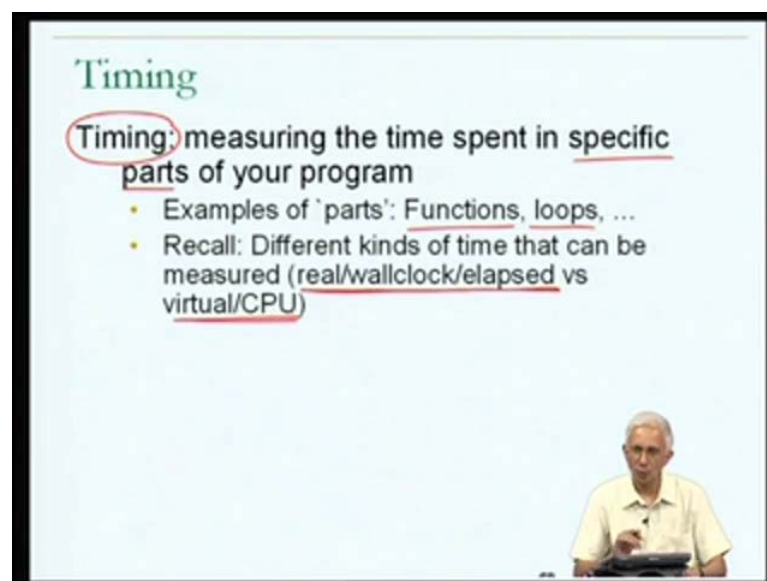 Timing
Timing: measuring the time spent in specific
parts of your program
• Examples of `parts': Functions, loops, ...
• Recall: Different kinds of time that can be
measured (real/wallclock/elapsed vs
virtual/CPU)